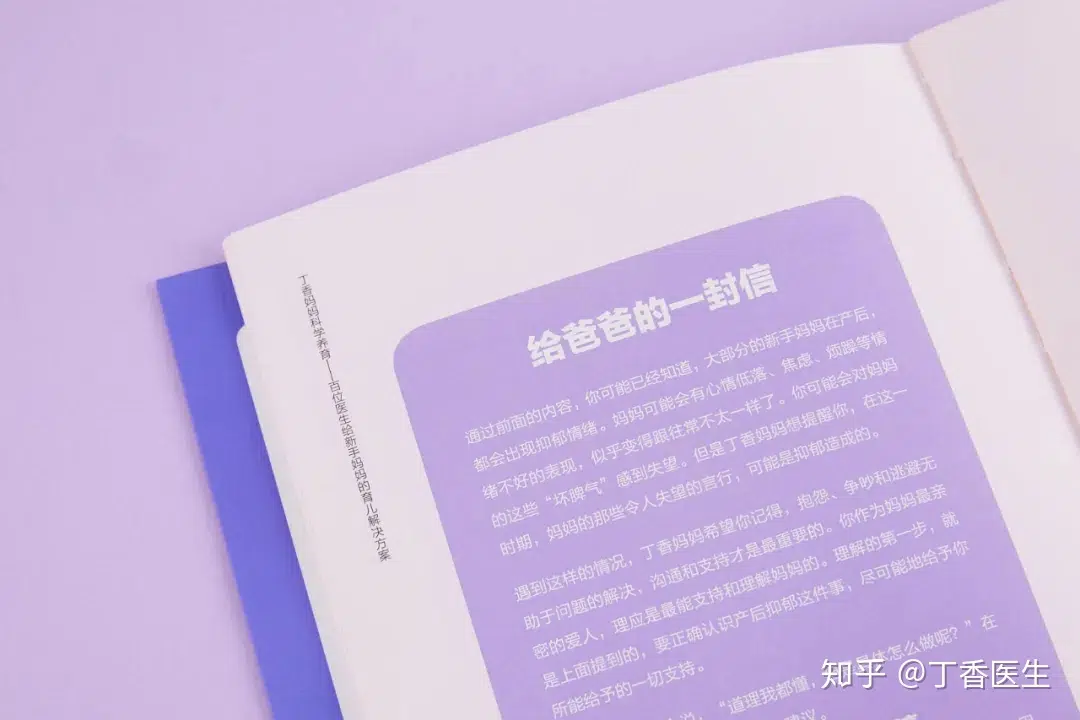 丁香妈妈科学养育——百位医生给新手妈妈的育儿解决方案
给爸爸的一封信
通过前面的内容，你可能已经知道，大部分的新手妈妈在产后，
都会出现抑郁情绪。妈妈可能会有心情低落、焦虑、烦躁等情
绪不好的表现，似乎变得跟往常不太一样了。你可能会对妈妈
的这些“坏脾气”感到失望。但是丁香妈妈想提醒你，在这一
时期，妈妈的那些令人失望的言行，可能是抑郁造成的。
遇到这样的情况，丁香妈妈希望你记得，抱怨、争吵和逃避无
助于问题的解决，沟通和支持才是最重要的。你作为妈妈最亲
密的爱人，理应是最能支持和理解妈妈的。理解的第一步，就
是上面提到的，要正确认识产后抑郁这件事，尽可能地给予你
所能给予的一切支持。
说，“道理我都懂，
体怎么做呢？”在
建议。
知乎 @丁香医生